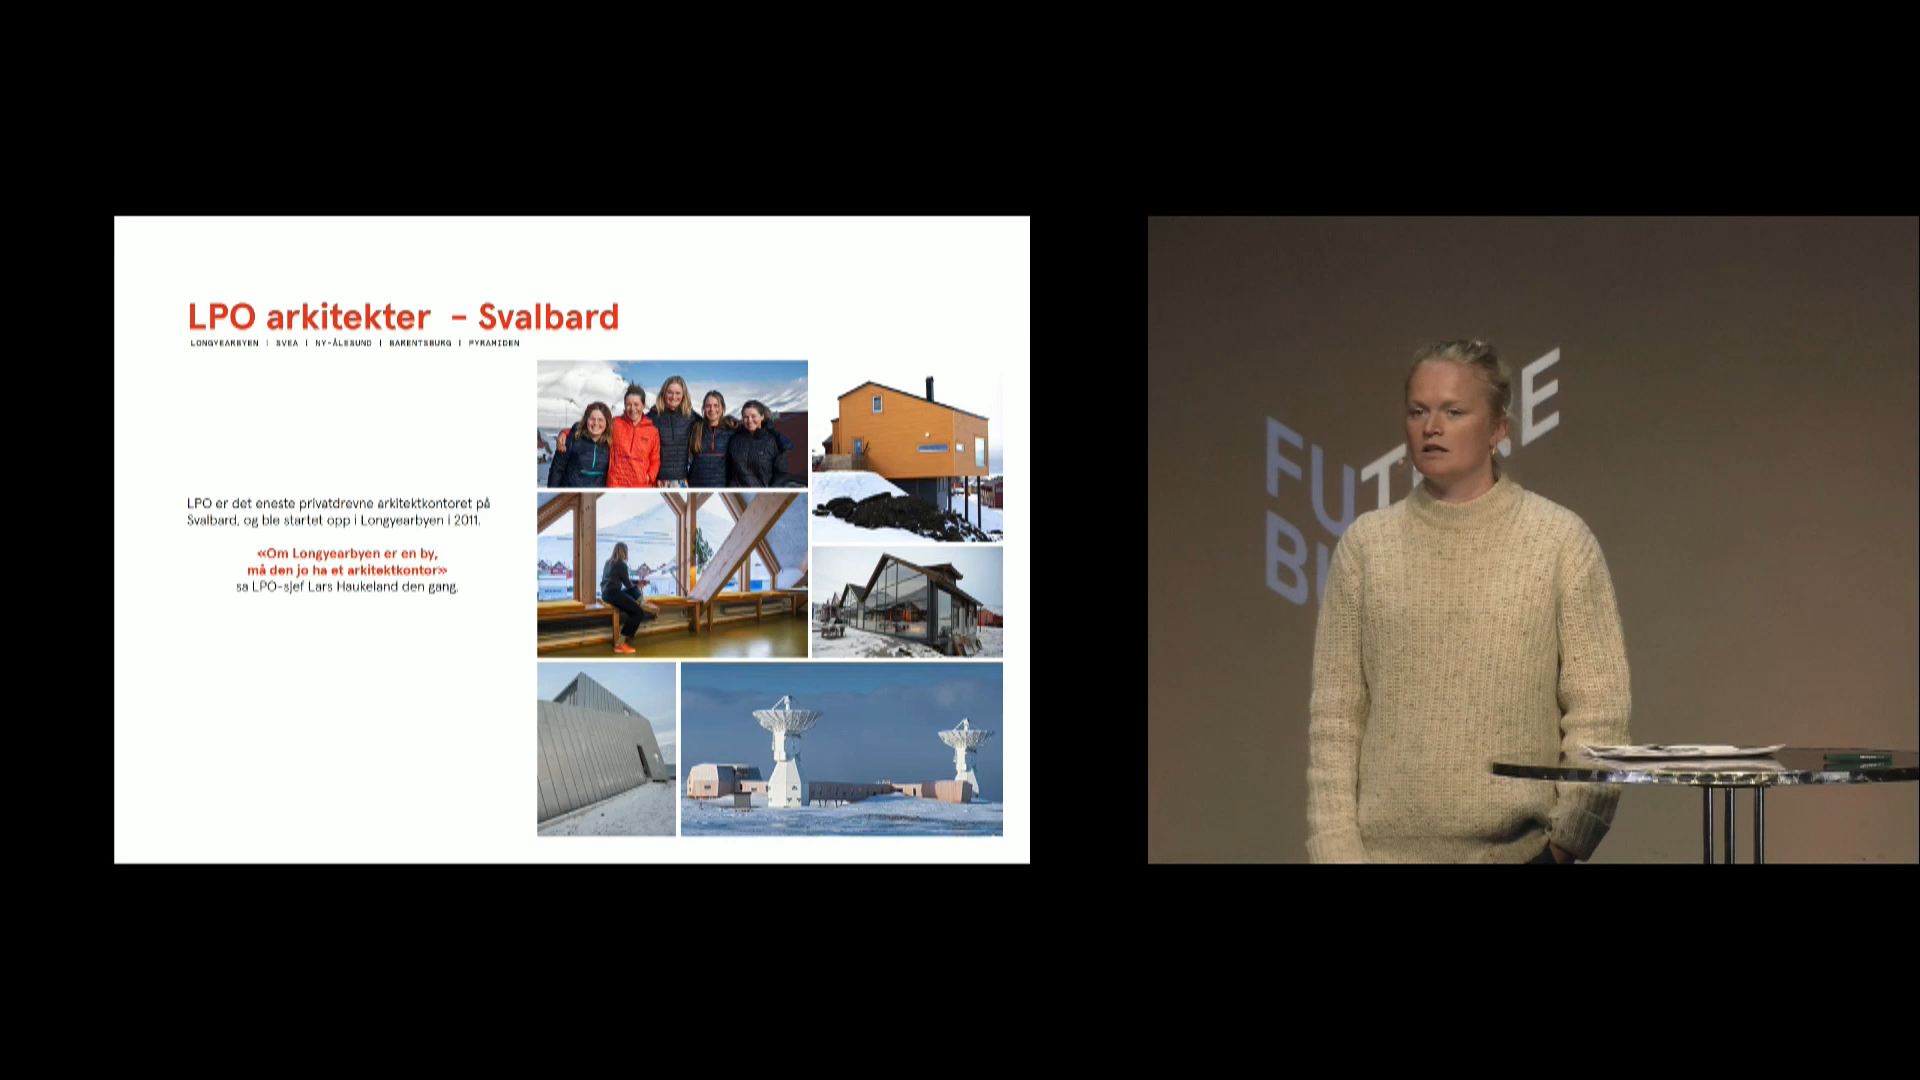 LPO arkitekter – Svalbard
LONGYEARBYEN | SVEA | NY-ÅLESUND | BARENTSBURG | PYRAMIDEN
LPO er det eneste privatdrevne arkitektkontoret på
Svalbard, og ble startet opp i Longyearbyen i 2011.
«Om Longyearbyen er en by,
må den jo ha et arkitektkontor»
sa LPO-sjef Lars Haukeland den gang.